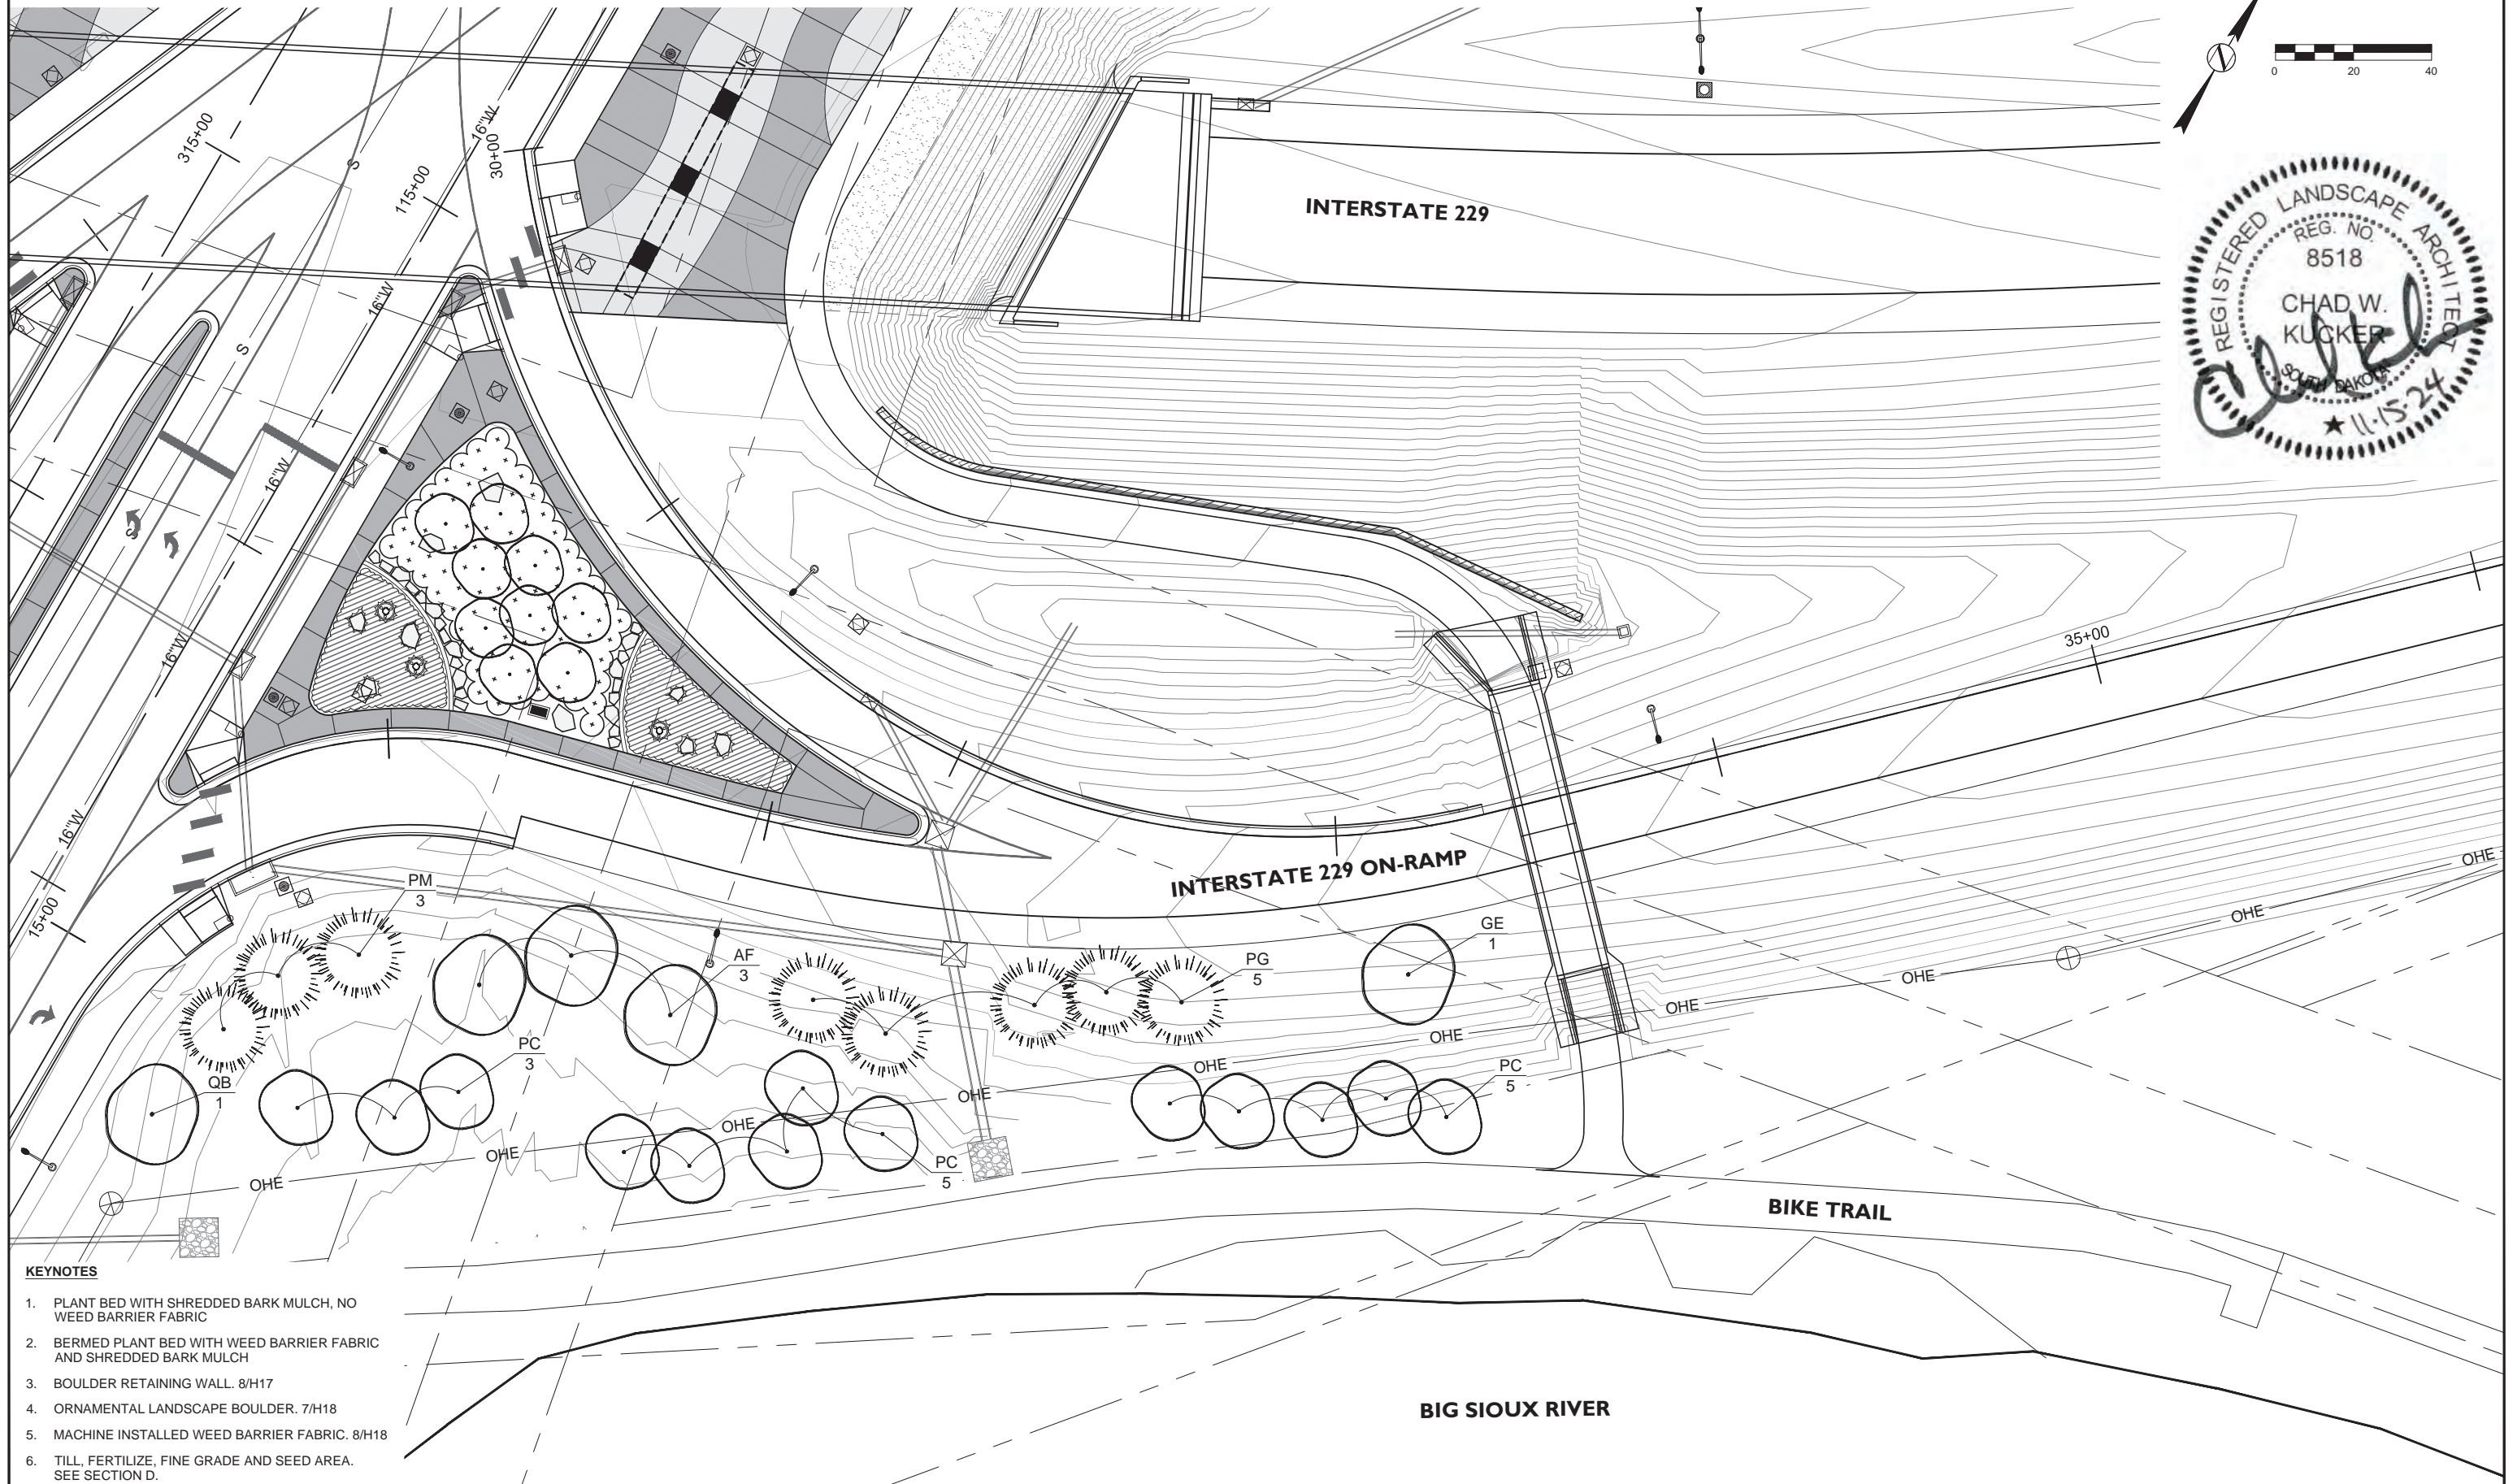 0 20 40
REGISTERED LANDSCAPE ARCHITECT
REG. NO.
8518
CHAD W.
KUCKER
SOUTH DAKOTA
11-15-24
INTERSTATE 229
315+00
115+00
30+00
16"W
16"W
16"W
16"W
16"W
15+00
S
S
S
35+00
INTERSTATE 229 ON-RAMP
PM
3
AF
3
PG
5
GE
1
QB
1
PC
3
PC
5
PC
5
OHE
OHE
OHE
OHE
OHE
OHE
OHE
OHE
OHE
OHE
BIKE TRAIL
BIG SIOUX RIVER
KEYNOTES
1. PLANT BED WITH SHREDDED BARK MULCH, NO
WEED BARRIER FABRIC
2. BERMED PLANT BED WITH WEED BARRIER FABRIC
AND SHREDDED BARK MULCH
3. BOULDER RETAINING WALL. 8/H17
4. ORNAMENTAL LANDSCAPE BOULDER. 7/H18
5. MACHINE INSTALLED WEED BARRIER FABRIC. 8/H18
6. TILL, FERTILIZE, FINE GRADE AND SEED AREA.
SEE SECTION D.